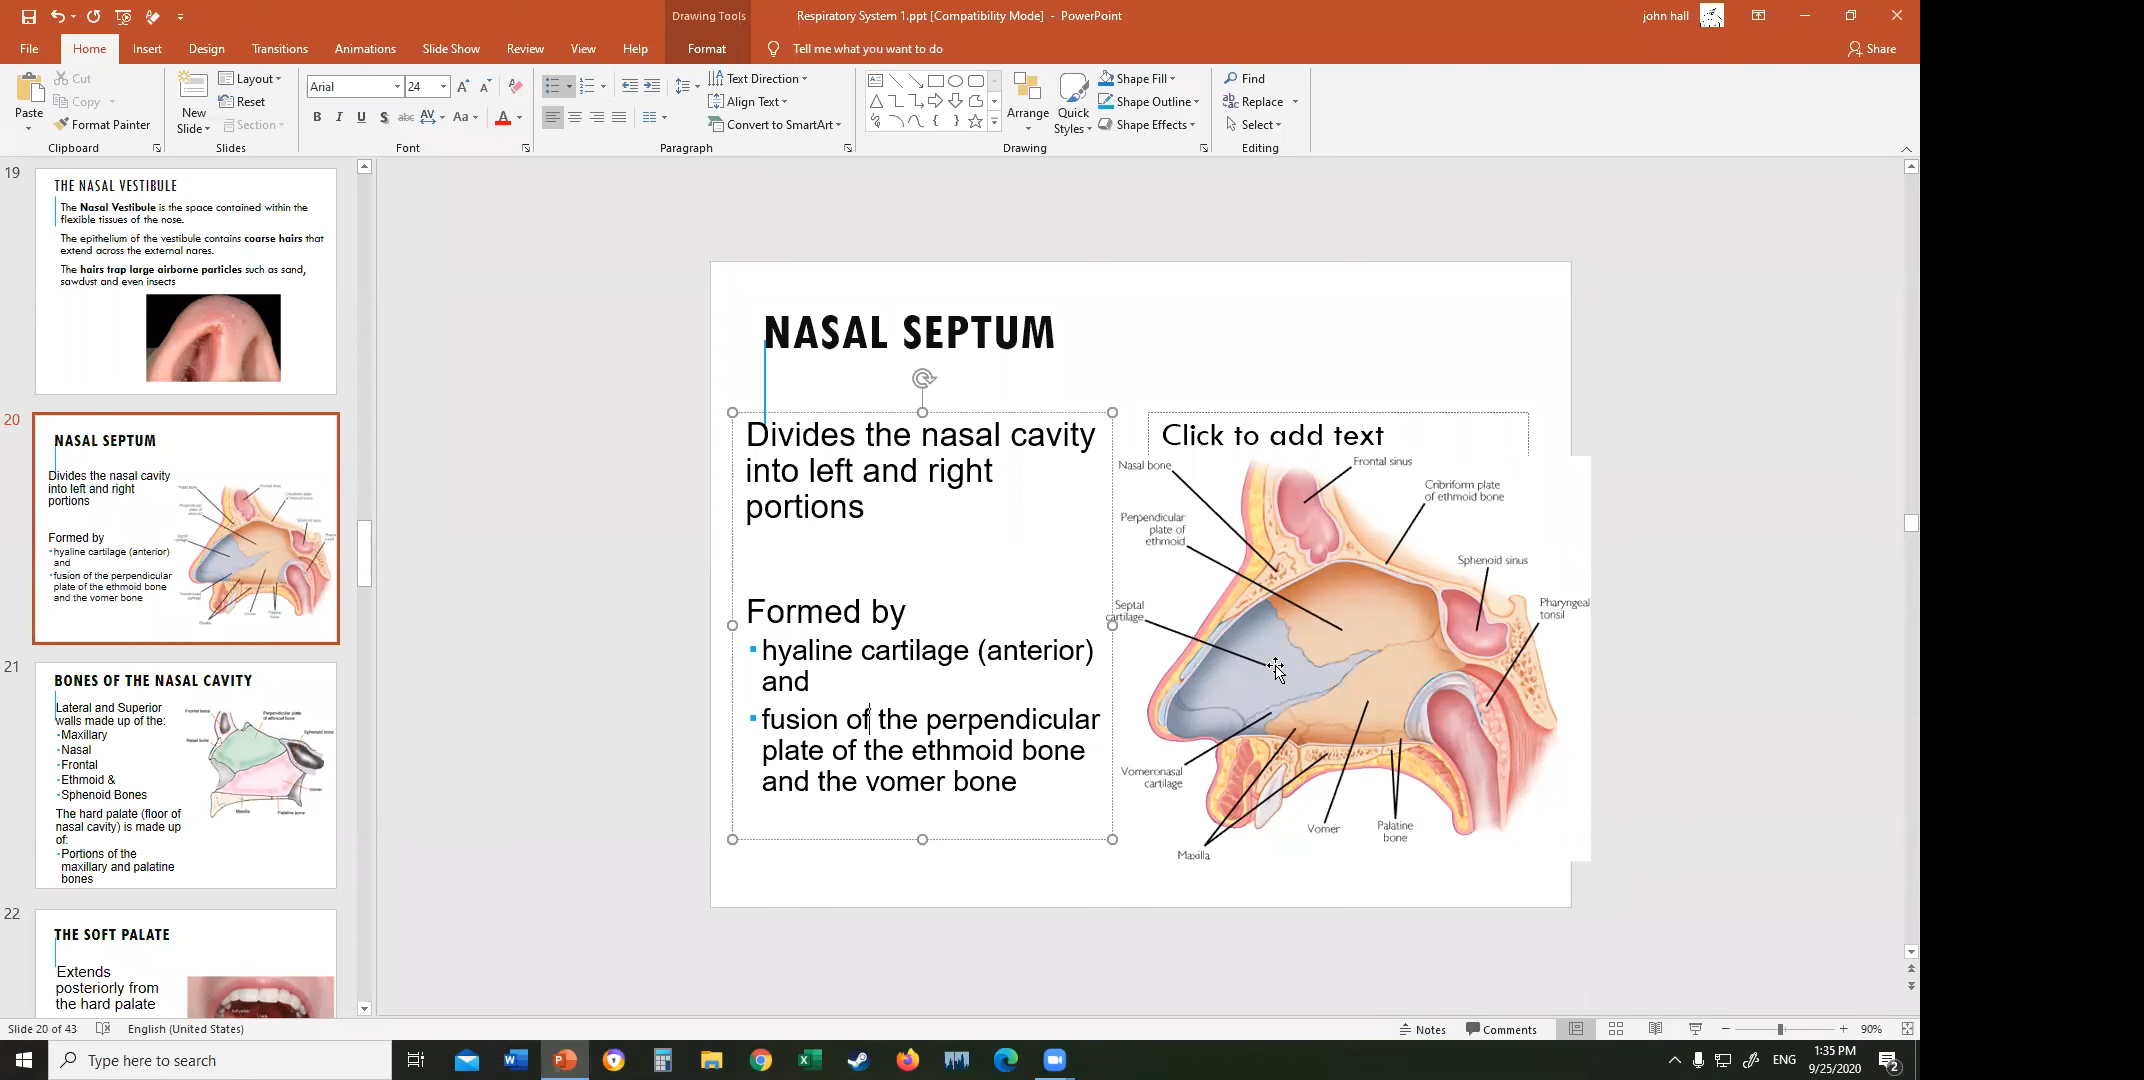 Drawing Tools
Respiratory System 1.ppt [Compatibility Mode] - PowerPoint
john hall
File Home Insert Design Transitions Animations Slide Show Review View Help Format Tell me what you want to do Share
Paste
Cut
Copy
Format Painter
Clipboard
New Slide
Layout
Reset
Section
Slides
Arial 24
B I U S abc AV Aa A
Font
Text Direction
Align Text
Convert to SmartArt
Paragraph
Arrange
Quick Styles
Shape Fill
Shape Outline
Shape Effects
Drawing
Find
Replace
Select
Editing
19
THE NASAL VESTIBULE
The Nasal Vestibule is the space contained within the
flexible tissues of the nose.
The epithelium of the vestibule contains coarse hairs that
extend across the external nares.
The hairs trap large airborne particles such as sand,
sawdust and even insects
20
NASAL SEPTUM
Divides the nasal cavity
into left and right
portions
Formed by
hyaline cartilage (anterior)
and
fusion of the perpendicular
plate of the ethmoid bone
and the vomer bone
21
BONES OF THE NASAL CAVITY
Lateral and Superior
walls made up of the:
Maxillary
Nasal
Frontal
Ethmoid &
Sphenoid Bones
The hard palate (floor of
nasal cavity) is made up
of:
Portions of the
maxillary and palatine
bones
22
THE SOFT PALATE
Extends
posteriorly from
the hard palate
NASAL SEPTUM
Divides the nasal cavity
into left and right
portions
Formed by
hyaline cartilage (anterior)
and
fusion of the perpendicular
plate of the ethmoid bone
and the vomer bone
Click to add text
Nasal bone
Frontal sinus
Cribriform plate
of ethmoid bone
Perpendicular
plate of
ethmoid
Sphenoid sinus
Septal
cartilage
Pharyngeal
tonsil
Vomeronasal
cartilage
Vomer
Palatine
bone
Maxilla
Slide 20 of 43 English (United States) Notes Comments 90%
Type here to search
ENG
1:35 PM
9/25/2020
2